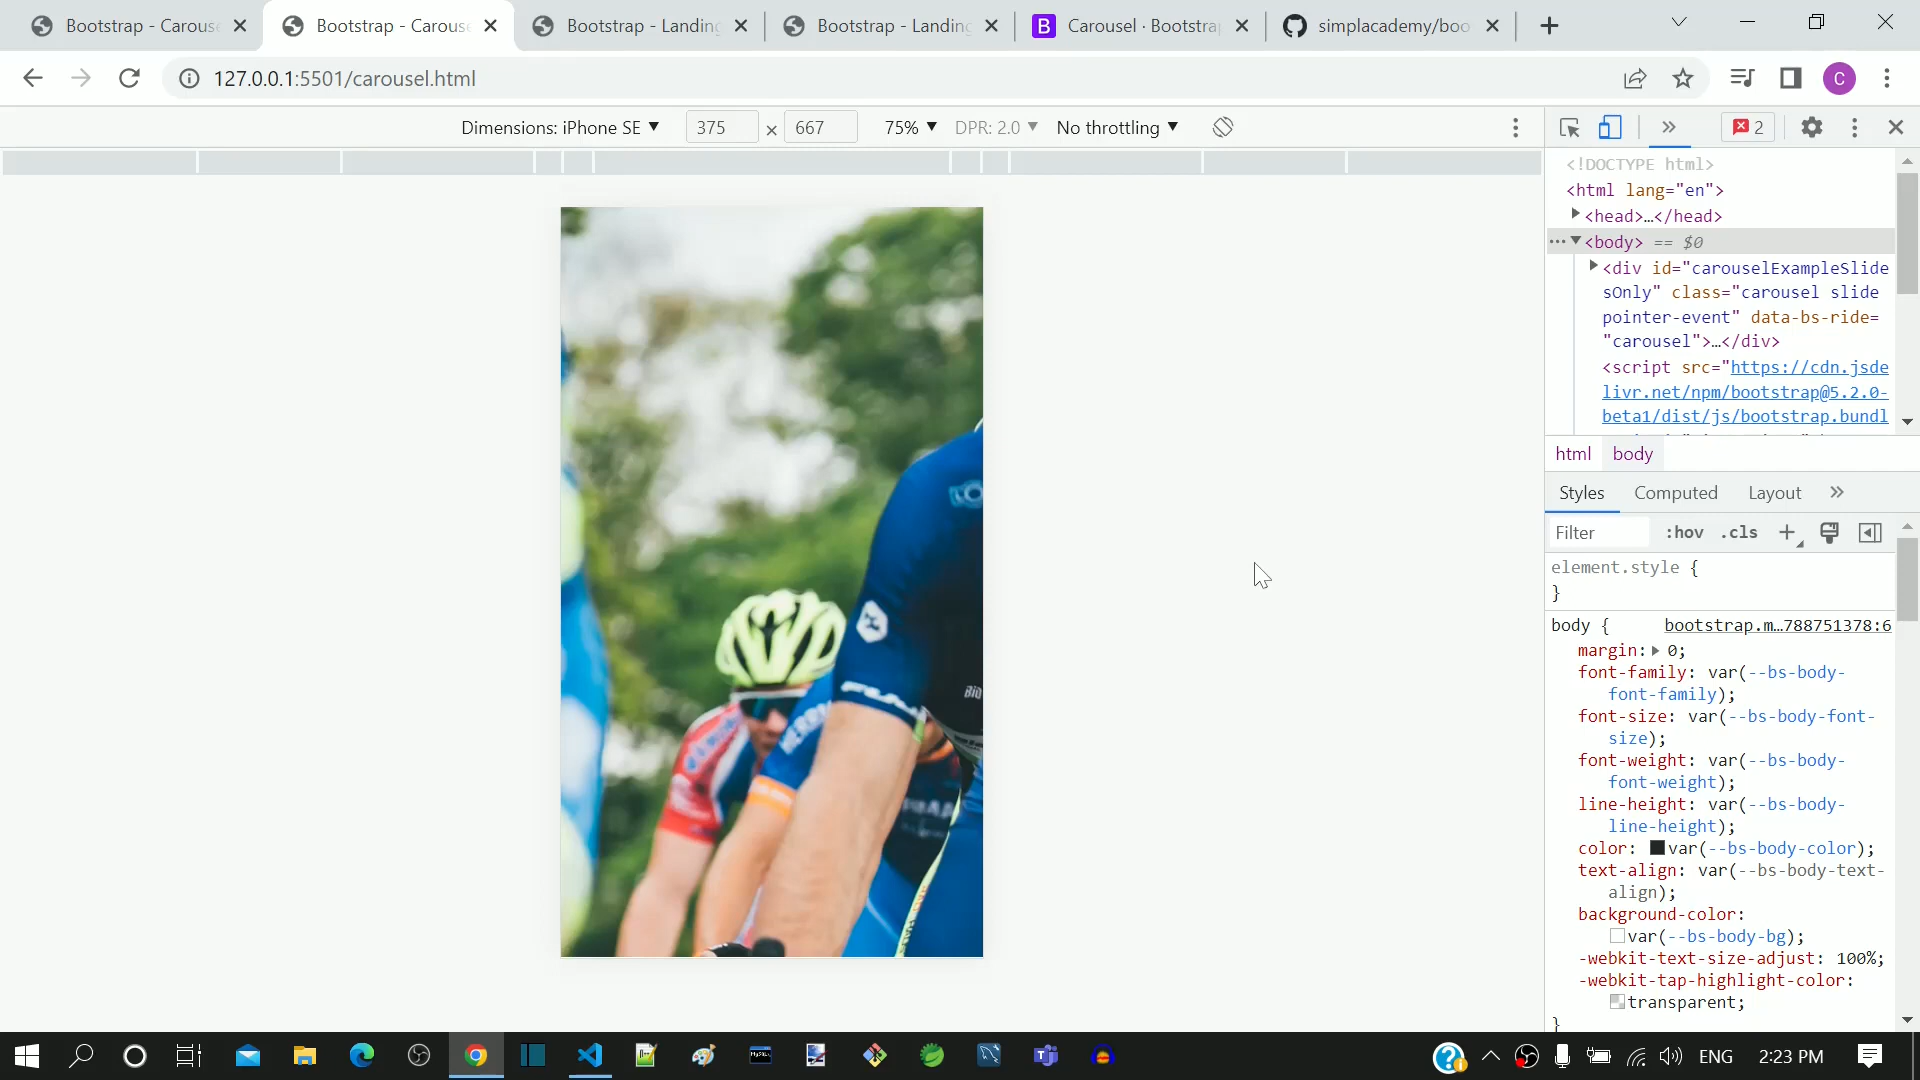 Bootstrap - Carous
Bootstrap - Carous
Bootstrap - Landing
Bootstrap - Landing
B Carousel · Bootstrap
simplacademy/boo
127.0.0.1:5501/carousel.html
C
Dimensions: iPhone SE ▼ 375 × 667 75% ▼ DPR: 2.0 ▼ No throttling ▼
2
<!DOCTYPE html>
<html lang="en">
<head>…</head>
<body> == $0
<div id="carouselExampleSlide
sOnly" class="carousel slide
pointer-event" data-bs-ride=
"carousel">…</div>
<script src="https://cdn.jsde
livr.net/npm/bootstrap@5.2.0-
beta1/dist/js/bootstrap.bundl
html body
Styles Computed Layout
Filter :hov .cls
element.style {
}
body { bootstrap.m…788751378:6
margin: 0;
font-family: var(--bs-body-
font-family);
font-size: var(--bs-body-font-
size);
font-weight: var(--bs-body-
font-weight);
line-height: var(--bs-body-
line-height);
color: var(--bs-body-color);
text-align: var(--bs-body-text-
align);
background-color:
var(--bs-body-bg);
-webkit-text-size-adjust: 100%;
-webkit-tap-highlight-color:
transparent;
}
ENG 2:23 PM